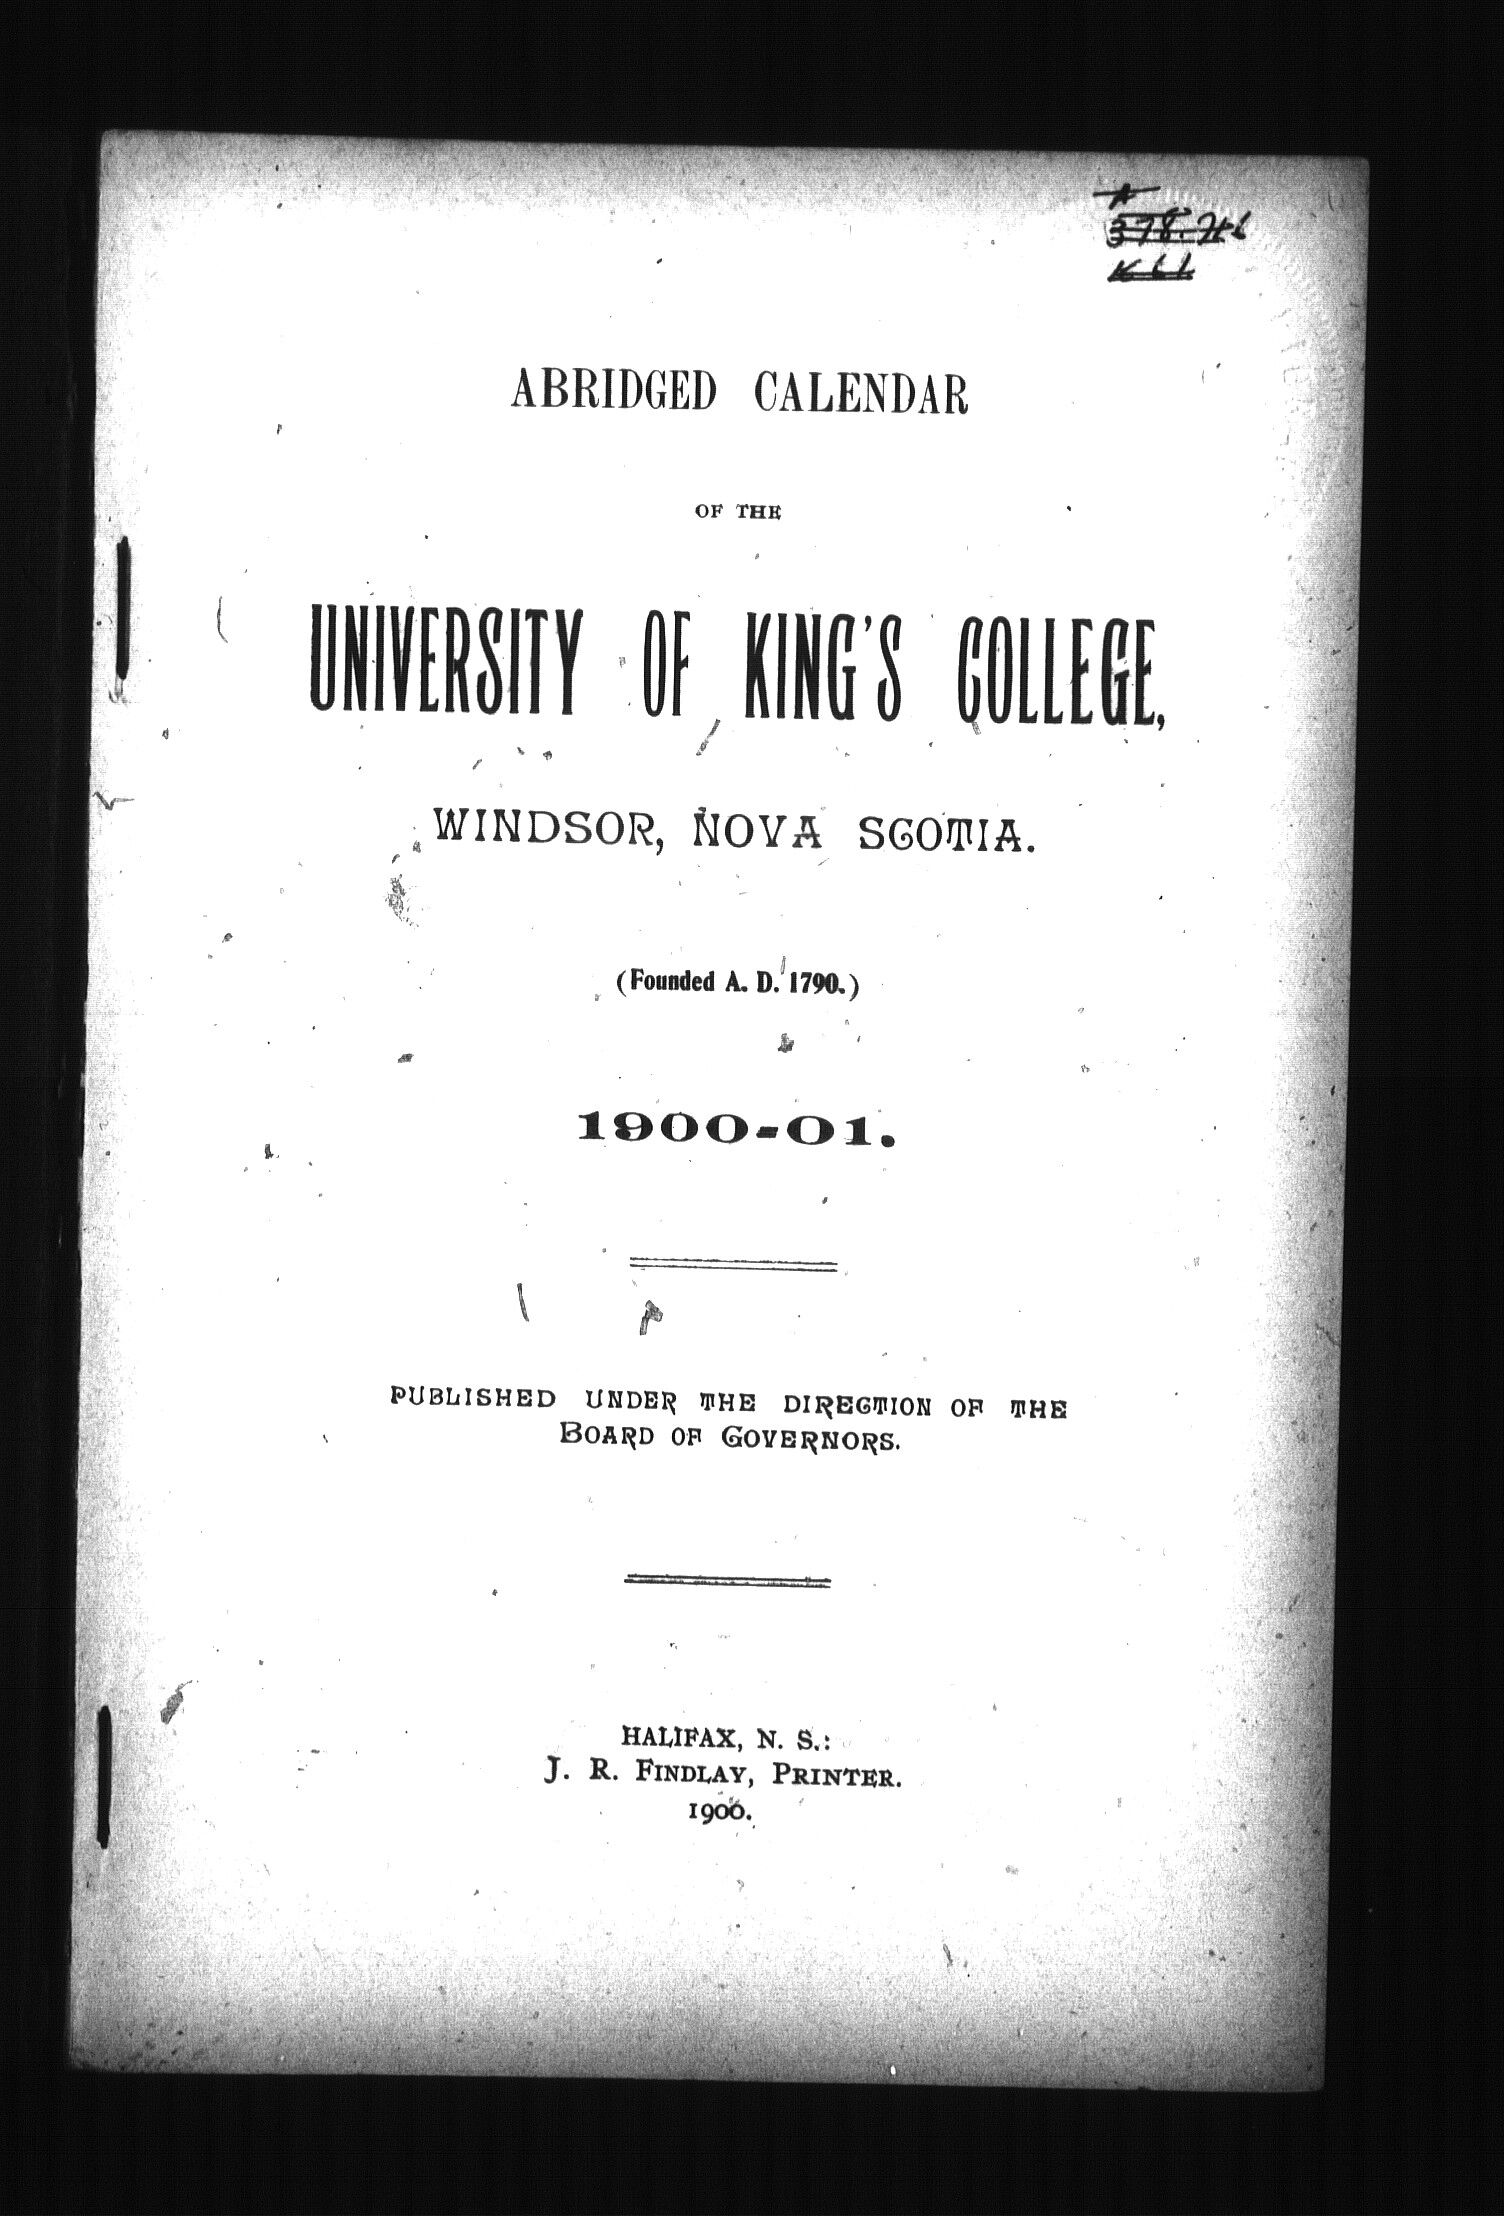 ABRIDGED CALENDAR
OF THE
UNIVERSITY OF KING'S COLLEGE,
WINDSOR, NOVA SCOTIA.
(Founded A. D. 1790.)
1900-01.
PUBLISHED UNDER THE DIRECTION OF THE
BOARD OF GOVERNORS.
HALIFAX, N. S.:
J. R. FINDLAY, PRINTER.
1900.